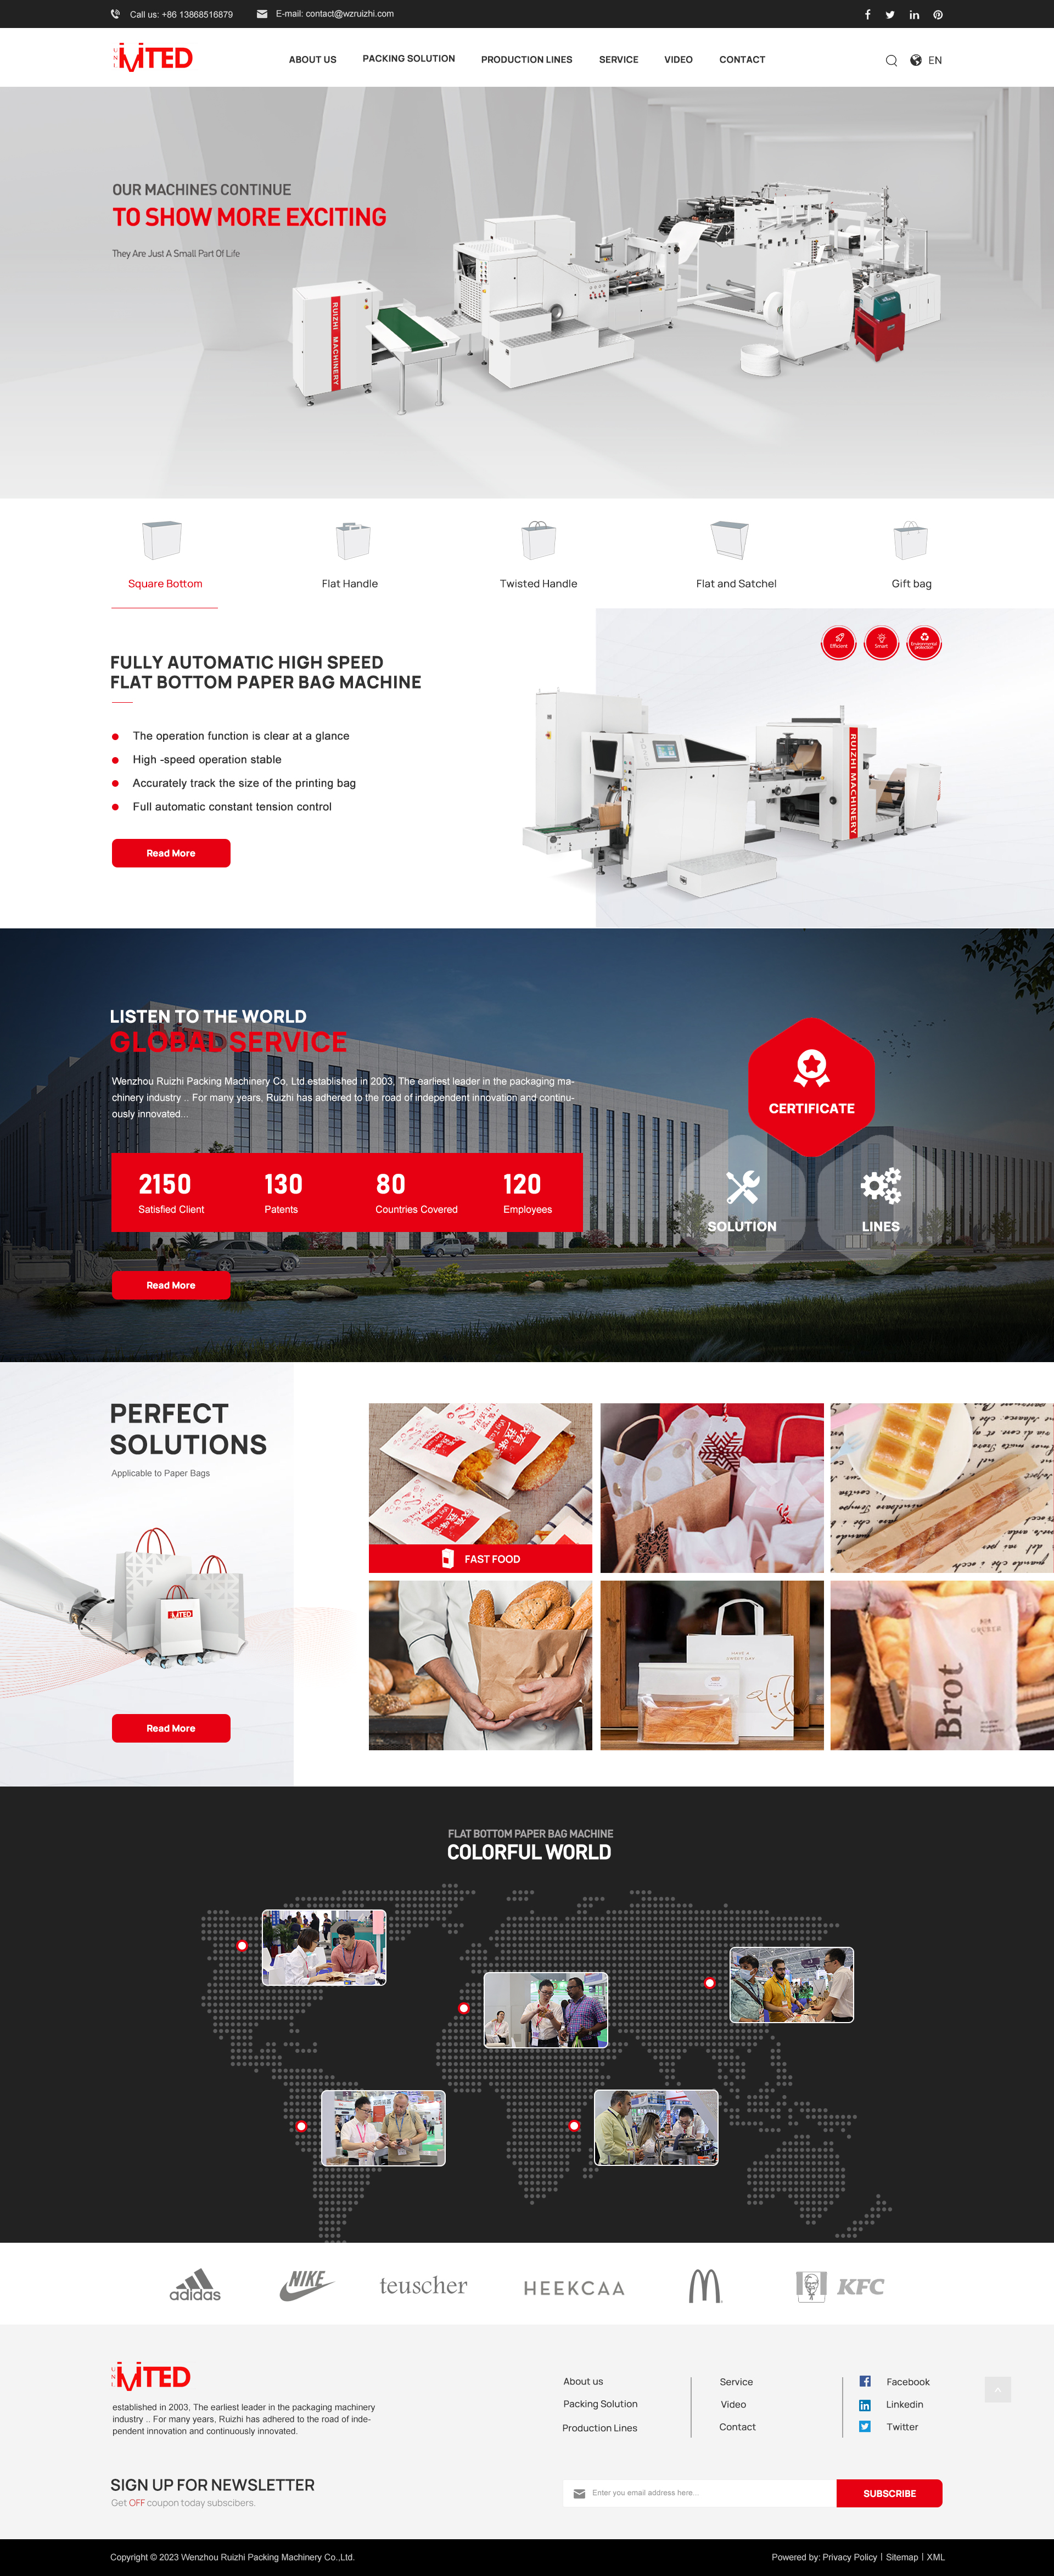 Call us: +86 13868516879
E-mail: contact@wzruizhi.com
UNLIMITED
ABOUT US
PACKING SOLUTION
PRODUCTION LINES
SERVICE
VIDEO
CONTACT
EN
OUR MACHINES CONTINUE
TO SHOW MORE EXCITING
They Are Just A Small Part Of Life
RUIZHI MACHINERY
Square Bottom
Flat Handle
Twisted Handle
Flat and Satchel
Gift bag
Efficient
Smart
Environmental
protection
FULLY AUTOMATIC HIGH SPEED
FLAT BOTTOM PAPER BAG MACHINE
The operation function is clear at a glance
High -speed operation stable
Accurately track the size of the printing bag
Full automatic constant tension control
Read More
RUIZHI MACHINERY
LISTEN TO THE WORLD
GLOBAL SERVICE
Wenzhou Ruizhi Packing Machinery Co, Ltd.established in 2003, The earliest leader in the packaging ma-
chinery industry .. For many years, Ruizhi has adhered to the road of independent innovation and continu-
ously innovated...
2150
Satisfied Client
130
Patents
80
Countries Covered
120
Employees
Read More
CERTIFICATE
SOLUTION
LINES
PERFECT
SOLUTIONS
Applicable to Paper Bags
Read More
FAST FOOD
Brot
FLAT BOTTOM PAPER BAG MACHINE
COLORFUL WORLD
adidas
NIKE
teuscher
HEEKCAA
KFC
UNLIMITED
established in 2003, The earliest leader in the packaging machinery
industry .. For many years, Ruizhi has adhered to the road of inde-
pendent innovation and continuously innovated.
About us
Packing Solution
Production Lines
Service
Video
Contact
Facebook
Linkedin
Twitter
SIGN UP FOR NEWSLETTER
Get OFF coupon today subscibers.
Enter you email address here...
SUBSCRIBE
Copyright © 2023 Wenzhou Ruizhi Packing Machinery Co.,Ltd.
Powered by: Privacy Policy | Sitemap | XML